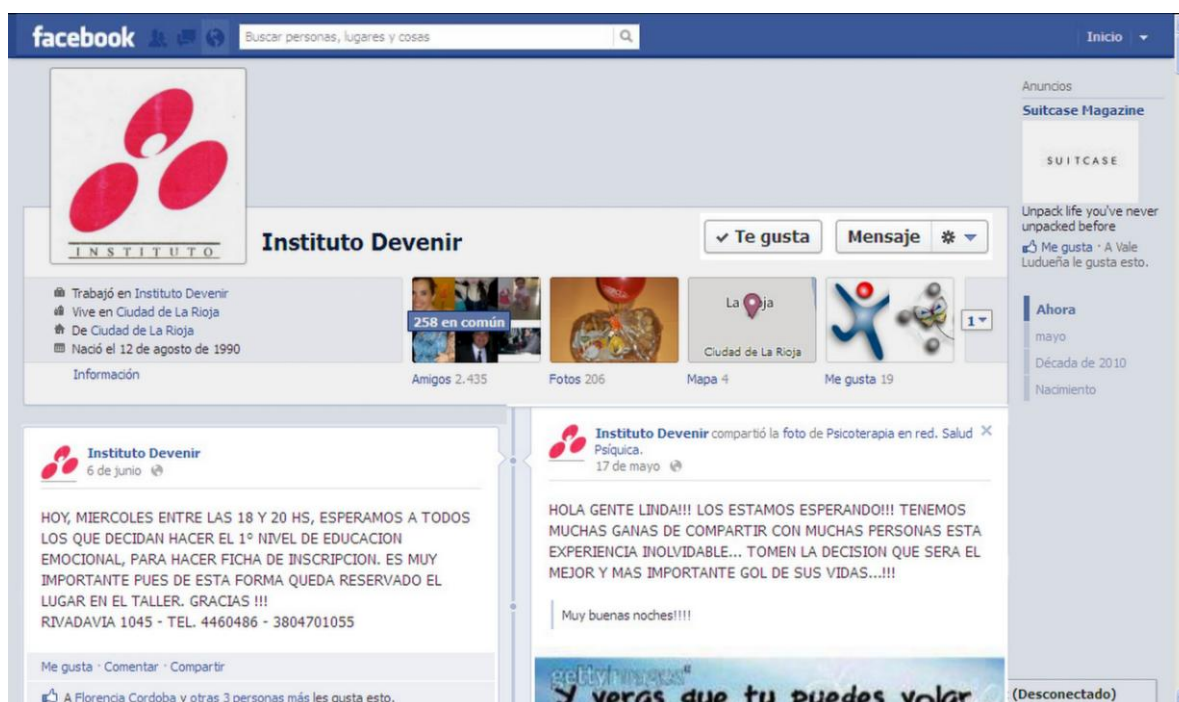 facebook
Buscar personas, lugares y cosas
Inicio
INSTITUTO
Instituto Devenir
✓ Te gusta
Mensaje
Trabajó en Instituto Devenir
Vive en Ciudad de La Rioja
De Ciudad de La Rioja
Nació el 12 de agosto de 1990
Información
258 en común
Amigos 2.435
Fotos 206
La Rioja
Ciudad de La Rioja
Mapa 4
Me gusta 19
1
Instituto Devenir
6 de junio
HOY, MIERCOLES ENTRE LAS 18 Y 20 HS, ESPERAMOS A TODOS
LOS QUE DECIDAN HACER EL 1º NIVEL DE EDUCACION
EMOCIONAL, PARA HACER FICHA DE INSCRIPCION. ES MUY
IMPORTANTE PUES DE ESTA FORMA QUEDA RESERVADO EL
LUGAR EN EL TALLER. GRACIAS !!!
RIVADAVIA 1045 - TEL. 4460486 - 3804701055
Me gusta · Comentar · Compartir
A Florencia Cordoba y otras 3 personas más les gusta esto.
Instituto Devenir compartió la foto de Psicoterapia en red. Salud
Psíquica.
17 de mayo
HOLA GENTE LINDA!!! LOS ESTAMOS ESPERANDO!!! TENEMOS
MUCHAS GANAS DE COMPARTIR CON MUCHAS PERSONAS ESTA
EXPERIENCIA INOLVIDABLE... TOMEN LA DECISION QUE SERA EL
MEJOR Y MAS IMPORTANTE GOL DE SUS VIDAS...!!!
Muy buenas noches!!!!
gettyimages®
Y veras que tu puedes volar
Anuncios
Suitcase Magazine
SUITCASE
Unpack life you've never
unpacked before
Me gusta · A Vale
Ludueña le gusta esto.
Ahora
mayo
Década de 2010
Nacimiento
(Desconectado)